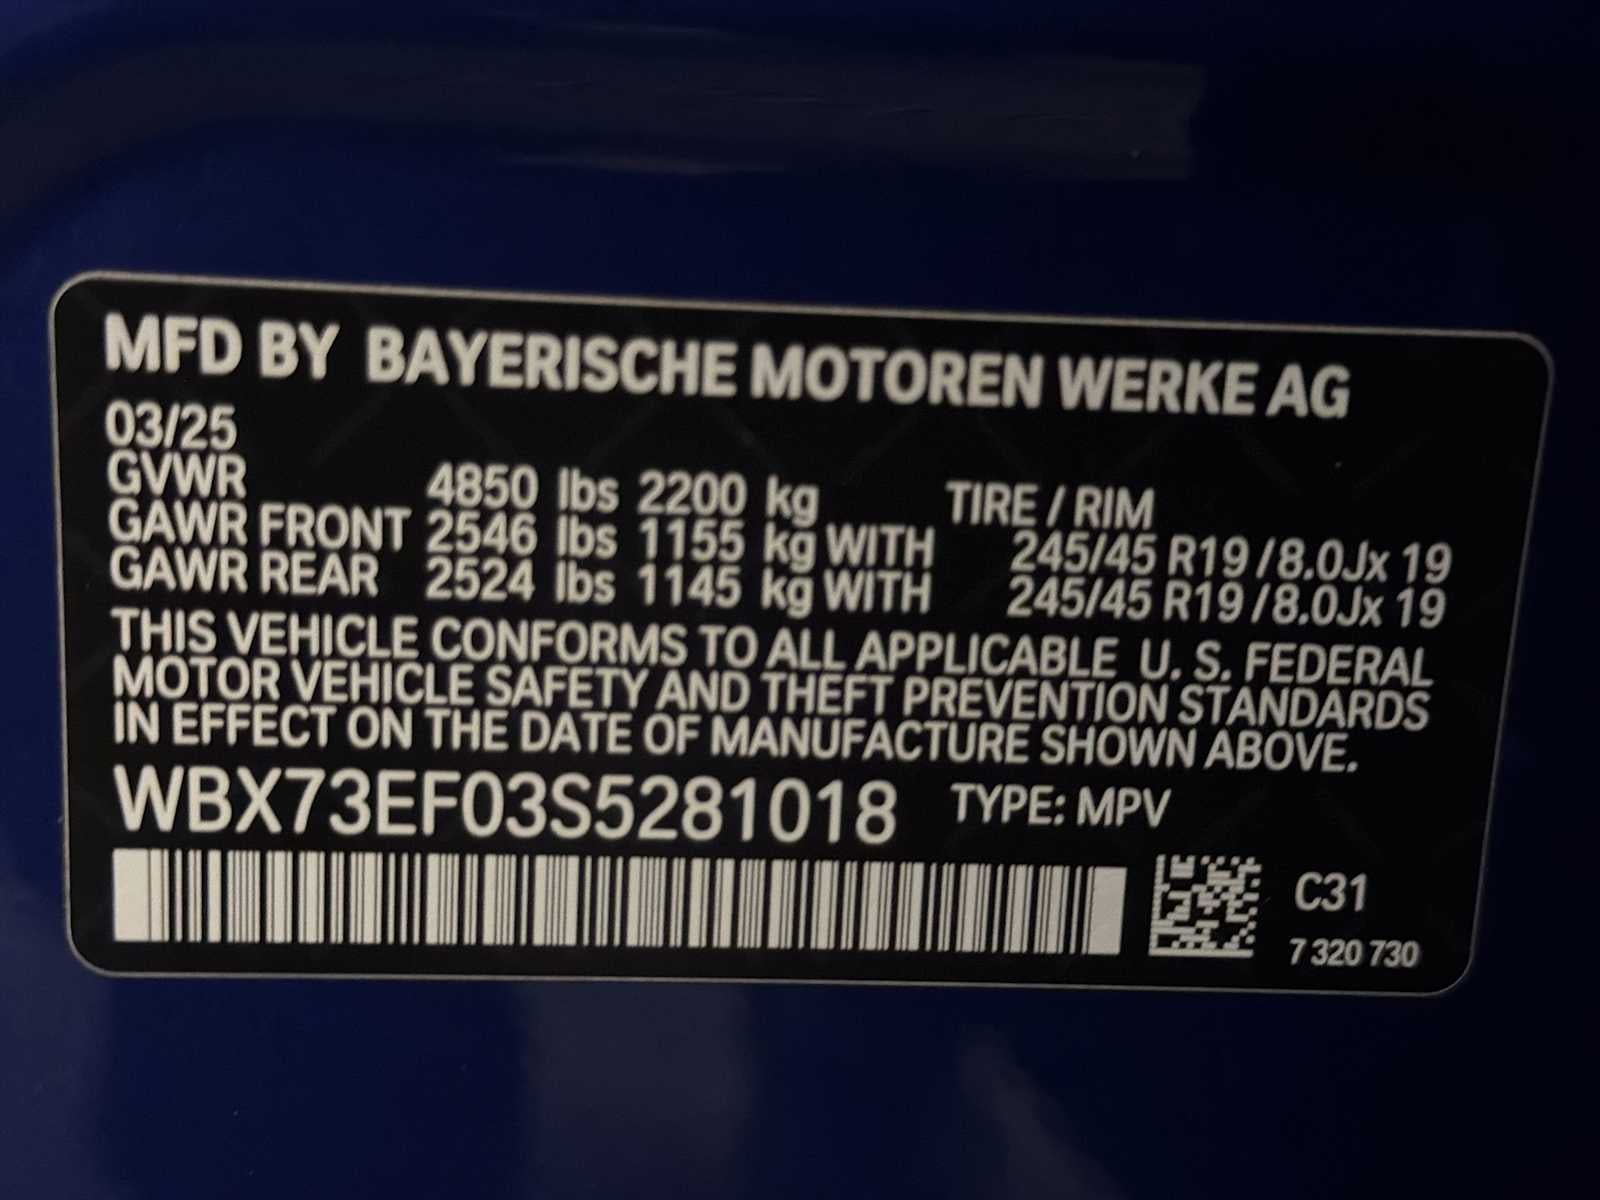 MFD BY BAYERISCHE MOTOREN WERKE AG
03/25
GVWR 4850 lbs 2200 kg TIRE / RIM
GAWR FRONT 2546 lbs 1155 kg WITH 245/45 R19 / 8.0Jx 19
GAWR REAR 2524 lbs 1145 kg WITH 245/45 R19 / 8.0Jx 19
THIS VEHICLE CONFORMS TO ALL APPLICABLE U. S. FEDERAL
MOTOR VEHICLE SAFETY AND THEFT PREVENTION STANDARDS
IN EFFECT ON THE DATE OF MANUFACTURE SHOWN ABOVE.
WBX73EF03S5281018 TYPE: MPV
C31
7 320 730